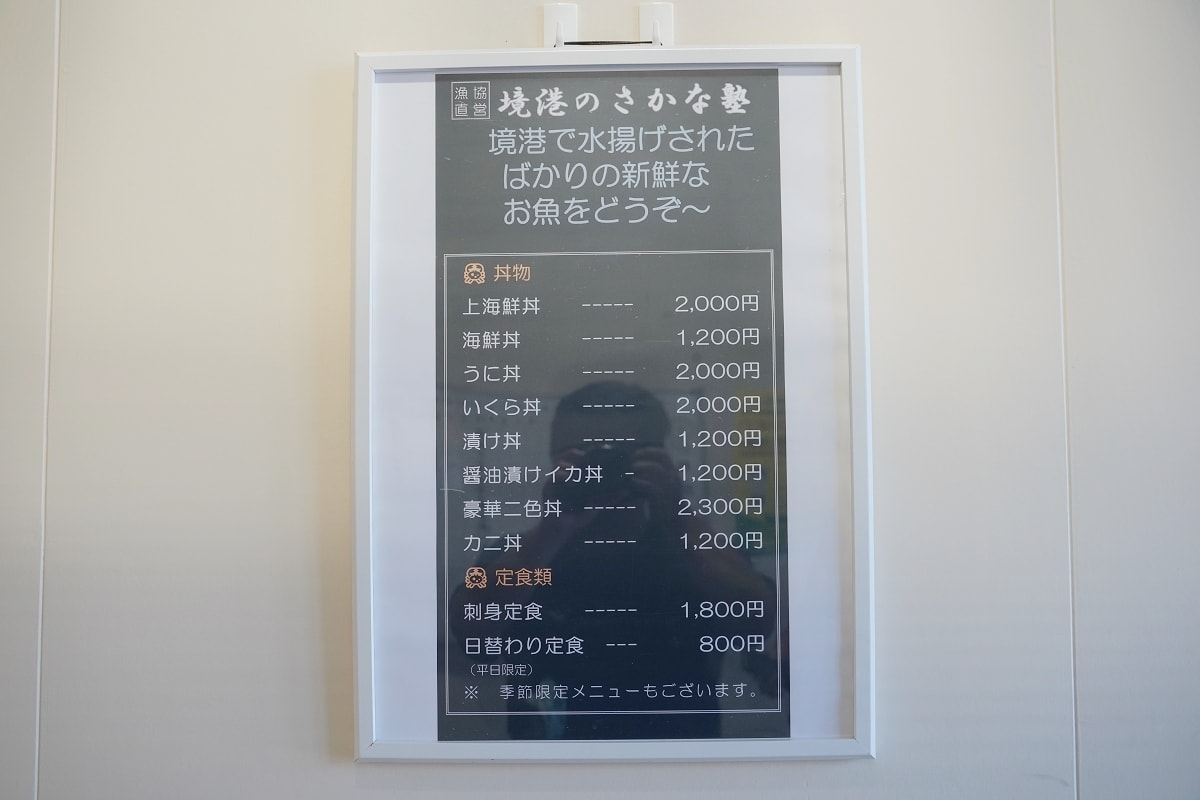 漁協直営 境港のさかな塾
境港で水揚げされた
ばかりの新鮮な
お魚をどうぞ～
丼物
上海鮮丼 ----- 2,000円
海鮮丼 ----- 1,200円
うに丼 ----- 2,000円
いくら丼 ----- 2,000円
漬け丼 ----- 1,200円
醤油漬けイカ丼 - 1,200円
豪華二色丼 ----- 2,300円
カニ丼 ----- 1,200円
定食類
刺身定食 ----- 1,800円
日替わり定食 --- 800円
（平日限定）
※ 季節限定メニューもございます。